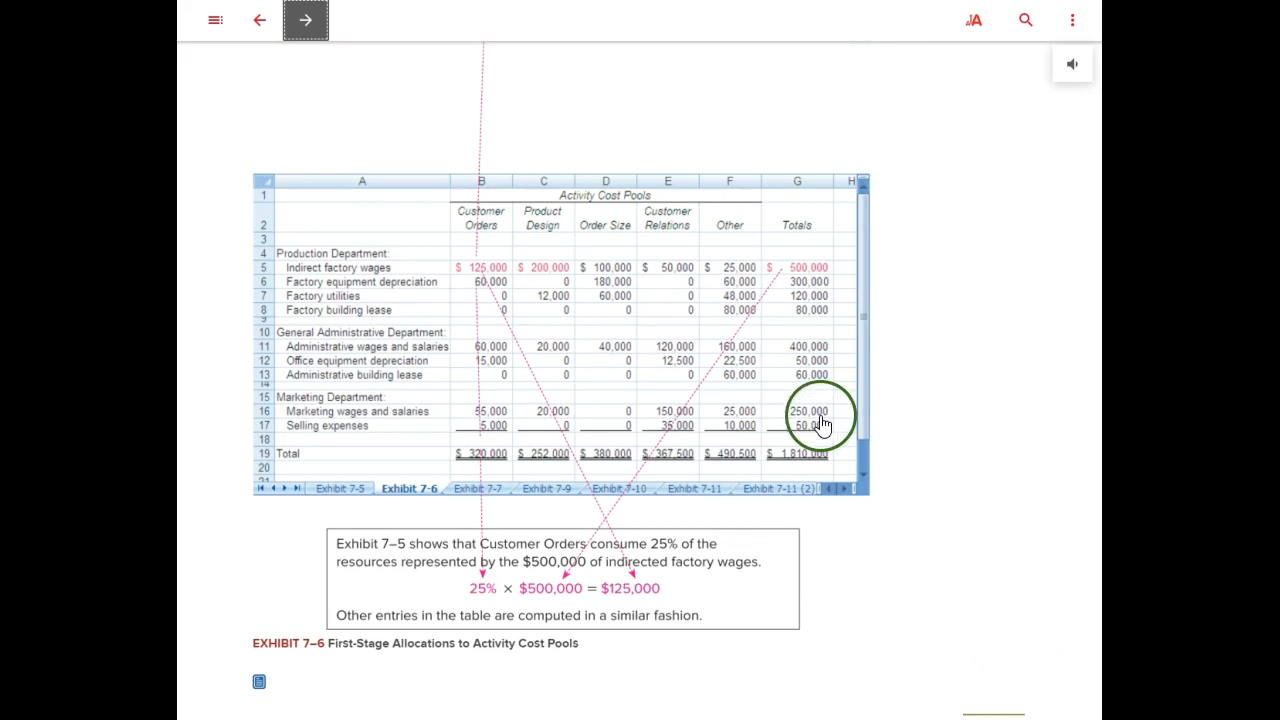 A B C D E F G H
1 Activity Cost Pools
Customer Product Customer
2 Orders Design Order Size Relations Other Totals
3
4 Production Department:
5 Indirect factory wages $ 125,000 $ 200,000 $ 100,000 $ 50,000 $ 25,000 $ 500,000
6 Factory equipment depreciation 60,000 0 180,000 0 60,000 300,000
7 Factory utilities 0 12,000 60,000 0 48,000 120,000
8 Factory building lease 0 0 0 0 80,000 80,000
9
10 General Administrative Department:
11 Administrative wages and salaries 60,000 20,000 40,000 120,000 160,000 400,000
12 Office equipment depreciation 15,000 0 0 12,500 22,500 50,000
13 Administrative building lease 0 0 0 0 60,000 60,000
14
15 Marketing Department:
16 Marketing wages and salaries 55,000 20,000 0 150,000 25,000 250,000
17 Selling expenses 5,000 0 0 35,000 10,000
18
19 Total $ 320,000 $ 252,000 $ 380,000 $ 367,500 $ 490,500 $ 1,810,000
20
Exhibit 7-5 Exhibit 7-6 Exhibit 7-7 Exhibit 7-9 Exhibit 7-10 Exhibit 7-11 Exhibit 7-11 (2)
Exhibit 7–5 shows that Customer Orders consume 25% of the
resources represented by the $500,000 of indirected factory wages.
25% × $500,000 = $125,000
Other entries in the table are computed in a similar fashion.
EXHIBIT 7–6 First-Stage Allocations to Activity Cost Pools